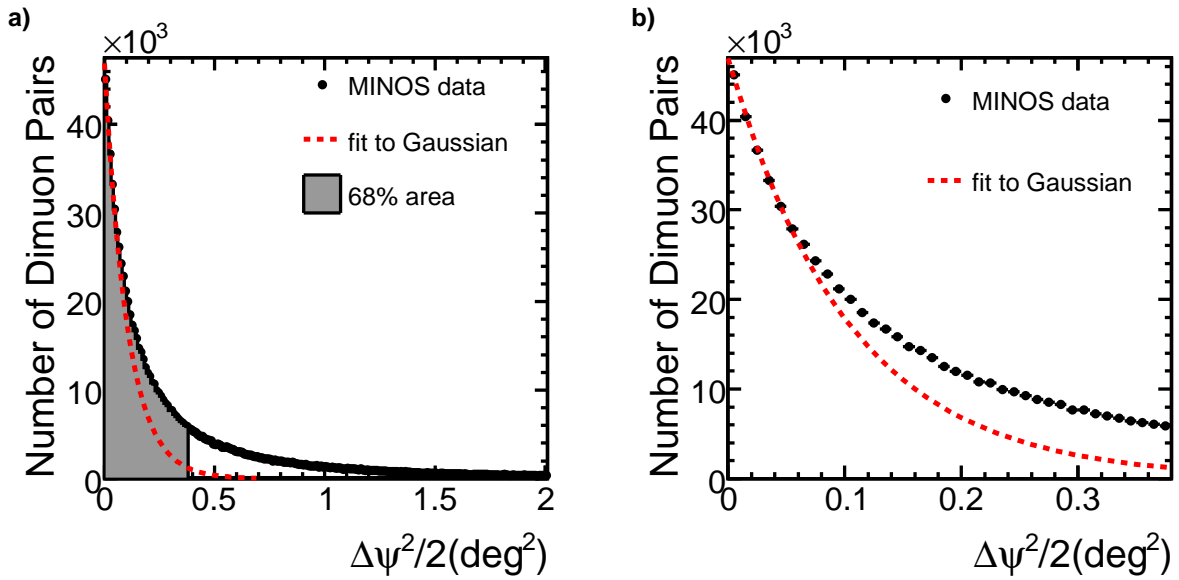 a)
×10³
Number of Dimuon Pairs
40
30
20
10
0
MINOS data
fit to Gaussian
68% area
0 0.5 1 1.5 2
Δψ²/2(deg²)
b)
×10³
Number of Dimuon Pairs
40
30
20
10
0
MINOS data
fit to Gaussian
0 0.1 0.2 0.3
Δψ²/2(deg²)